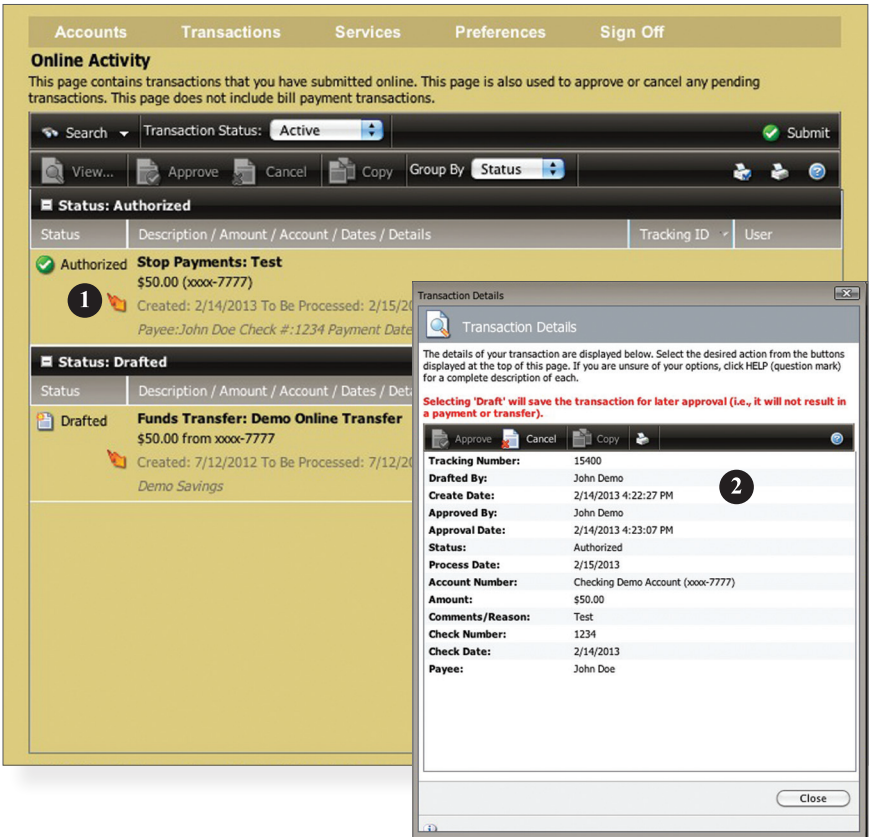 Accounts Transactions Services Preferences Sign Off
Online Activity
This page contains transactions that you have submitted online. This page is also used to approve or cancel any pending
transactions. This page does not include bill payment transactions.
Search Transaction Status: Active Submit
View... Approve Cancel Copy Group By Status
Status: Authorized
Status Description / Amount / Account / Dates / Details Tracking ID User
Authorized Stop Payments: Test
$50.00 (xxxx-7777)
1
Created: 2/14/2013 To Be Processed: 2/15/20
Payee:John Doe Check #:1234 Payment Date
Status: Drafted
Status Description / Amount / Account / Dates /
Drafted Funds Transfer: Demo Online Transfer
$50.00 from xxxx-7777
Created: 7/12/2012 To Be Processed: 7/12/20
Demo Savings
Transaction Details
Transaction Details
The details of your transaction are displayed below. Select the desired action from the buttons
displayed at the top of this page. If you are unsure of your options, click HELP (question mark)
for a complete description of each.
Selecting 'Draft' will save the transaction for later approval (i.e., it will not result in
a payment or transfer).
Approve Cancel Copy
Tracking Number: 15400
Drafted By: John Demo
2
Create Date: 2/14/2013 4:22:27 PM
Approved By: John Demo
Approval Date: 2/14/2013 4:23:07 PM
Status: Authorized
Process Date: 2/15/2013
Account Number: Checking Demo Account (xxxx-7777)
Amount: $50.00
Comments/Reason: Test
Check Number: 1234
Check Date: 2/14/2013
Payee: John Doe
Close